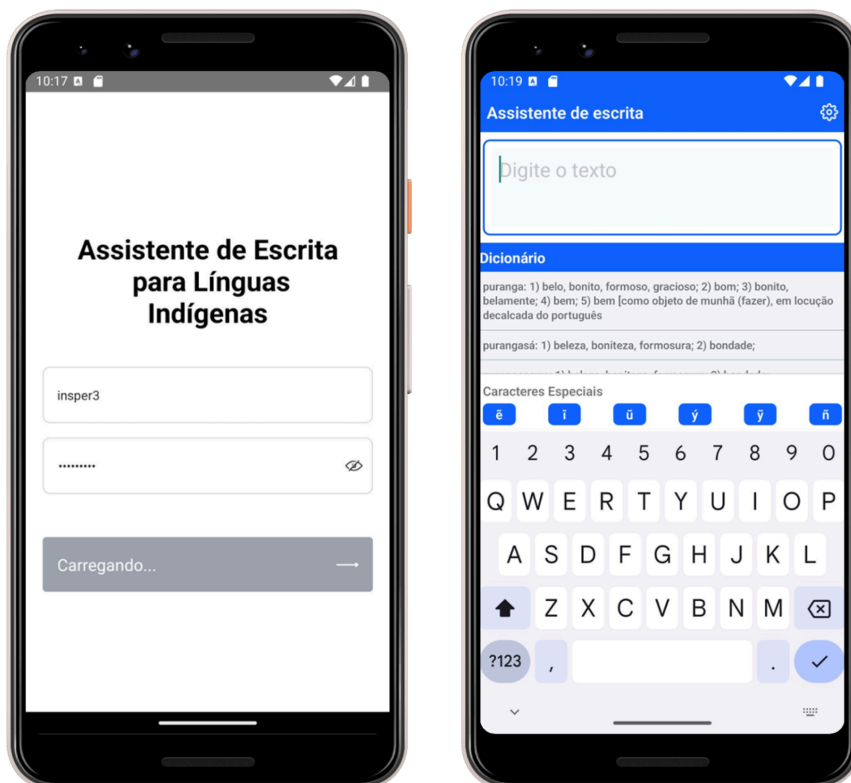 10:17
Assistente de Escrita
para Línguas
Indígenas
insper3
.........
Carregando...
10:19
Assistente de escrita
Digite o texto
Dicionário
puranga: 1) belo, bonito, formoso, gracioso; 2) bom; 3) bonito,
belamente; 4) bem; 5) bem [como objeto de munhã (fazer), em locução
decalcada do português
purangasá: 1) beleza, boniteza, formosura; 2) bondade;
Caracteres Especiais
ẽ ĩ ũ ý ỹ ñ
1 2 3 4 5 6 7 8 9 0
Q W E R T Y U I O P
A S D F G H J K L
Z X C V B N M
?123 , .